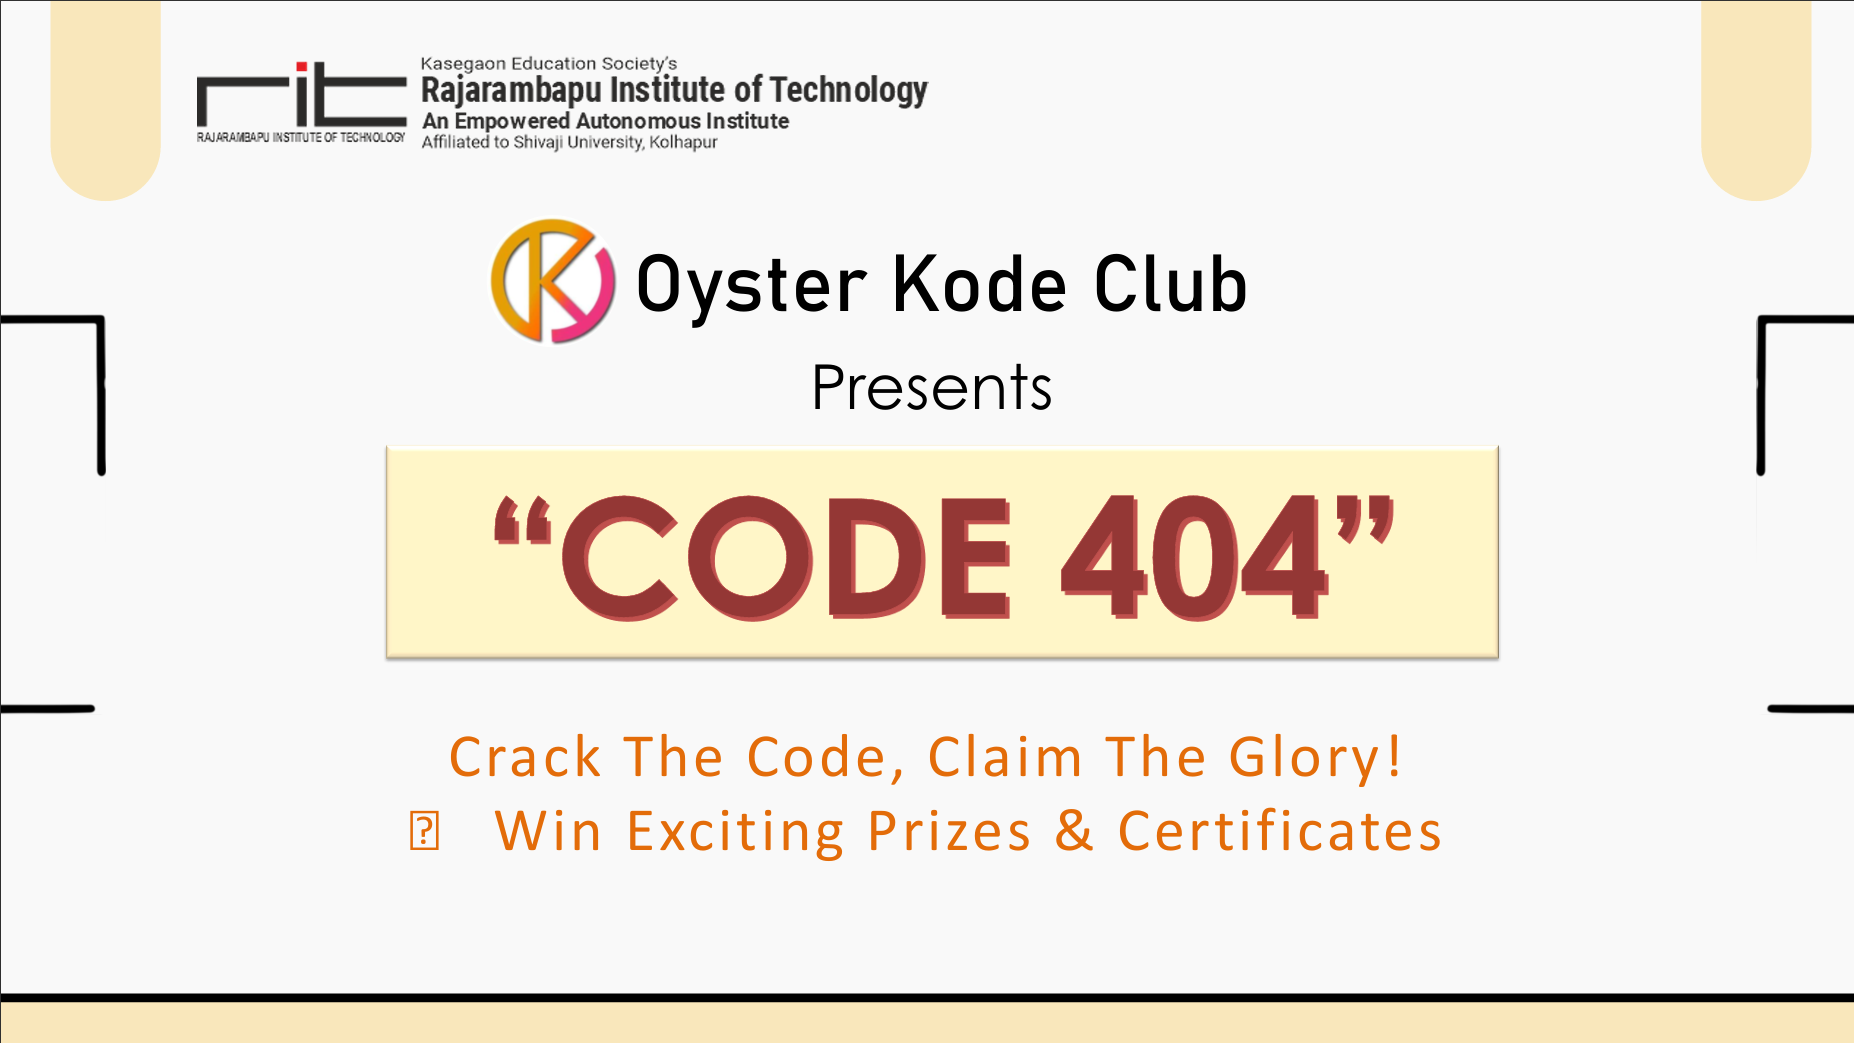 Kasegaon Education Society's
Rajarambapu Institute of Technology
An Empowered Autonomous Institute
Affiliated to Shivaji University, Kolhapur
rit
RAJARAMBAPU INSTITUTE OF TECHNOLOGY
Oyster Kode Club
Presents
“CODE 404”
Crack The Code, Claim The Glory!
Win Exciting Prizes & Certificates